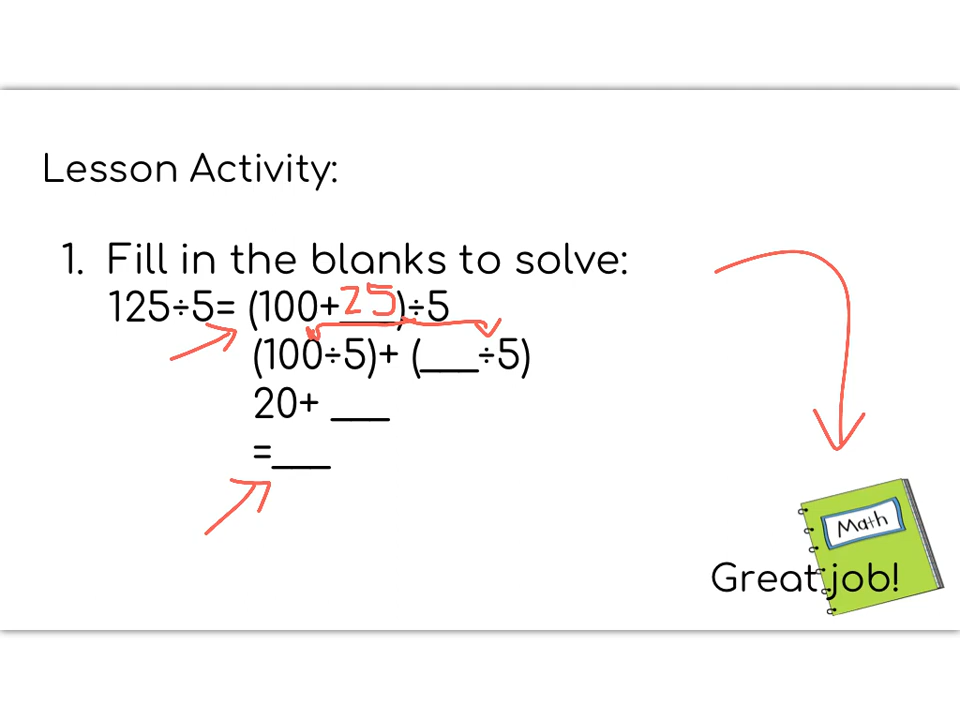 Lesson Activity:
1. Fill in the blanks to solve:
125÷5= (100+25)÷5
(100÷5)+ (___÷5)
20+ ___
=___
Math
Great job!